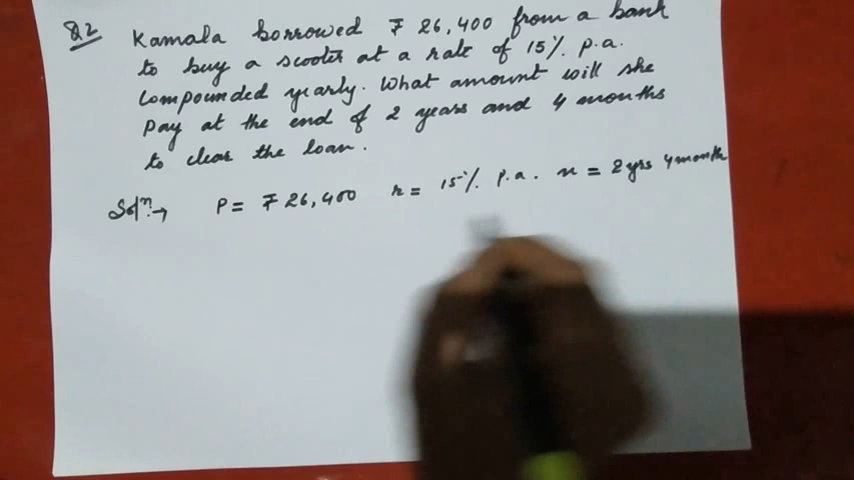 Q2 Kamala borrowed ₹ 26,400 from a bank
to buy a scooter at a rate of 15% p.a.
compounded yearly. What amount will she
pay at the end of 2 years and 4 months
to clear the loan.
Solⁿ:→ P = ₹ 26,400 r = 15% p.a. n = 2 yrs 4 month